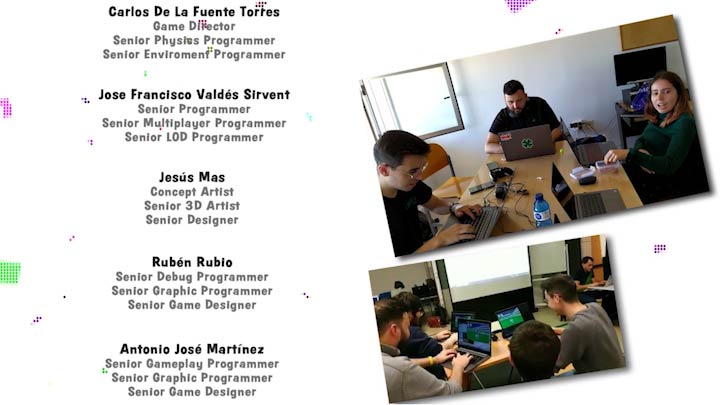 Carlos De La Fuente Torres
Game Director
Senior Physics Programmer
Senior Enviroment Programmer
Jose Francisco Valdés Sirvent
Senior Programmer
Senior Multiplayer Programmer
Senior LOD Programmer
Jesús Mas
Concept Artist
Senior 3D Artist
Senior Designer
Rubén Rubio
Senior Debug Programmer
Senior Graphic Programmer
Senior Game Designer
Antonio José Martínez
Senior Gameplay Programmer
Senior Graphic Programmer
Senior Game Designer